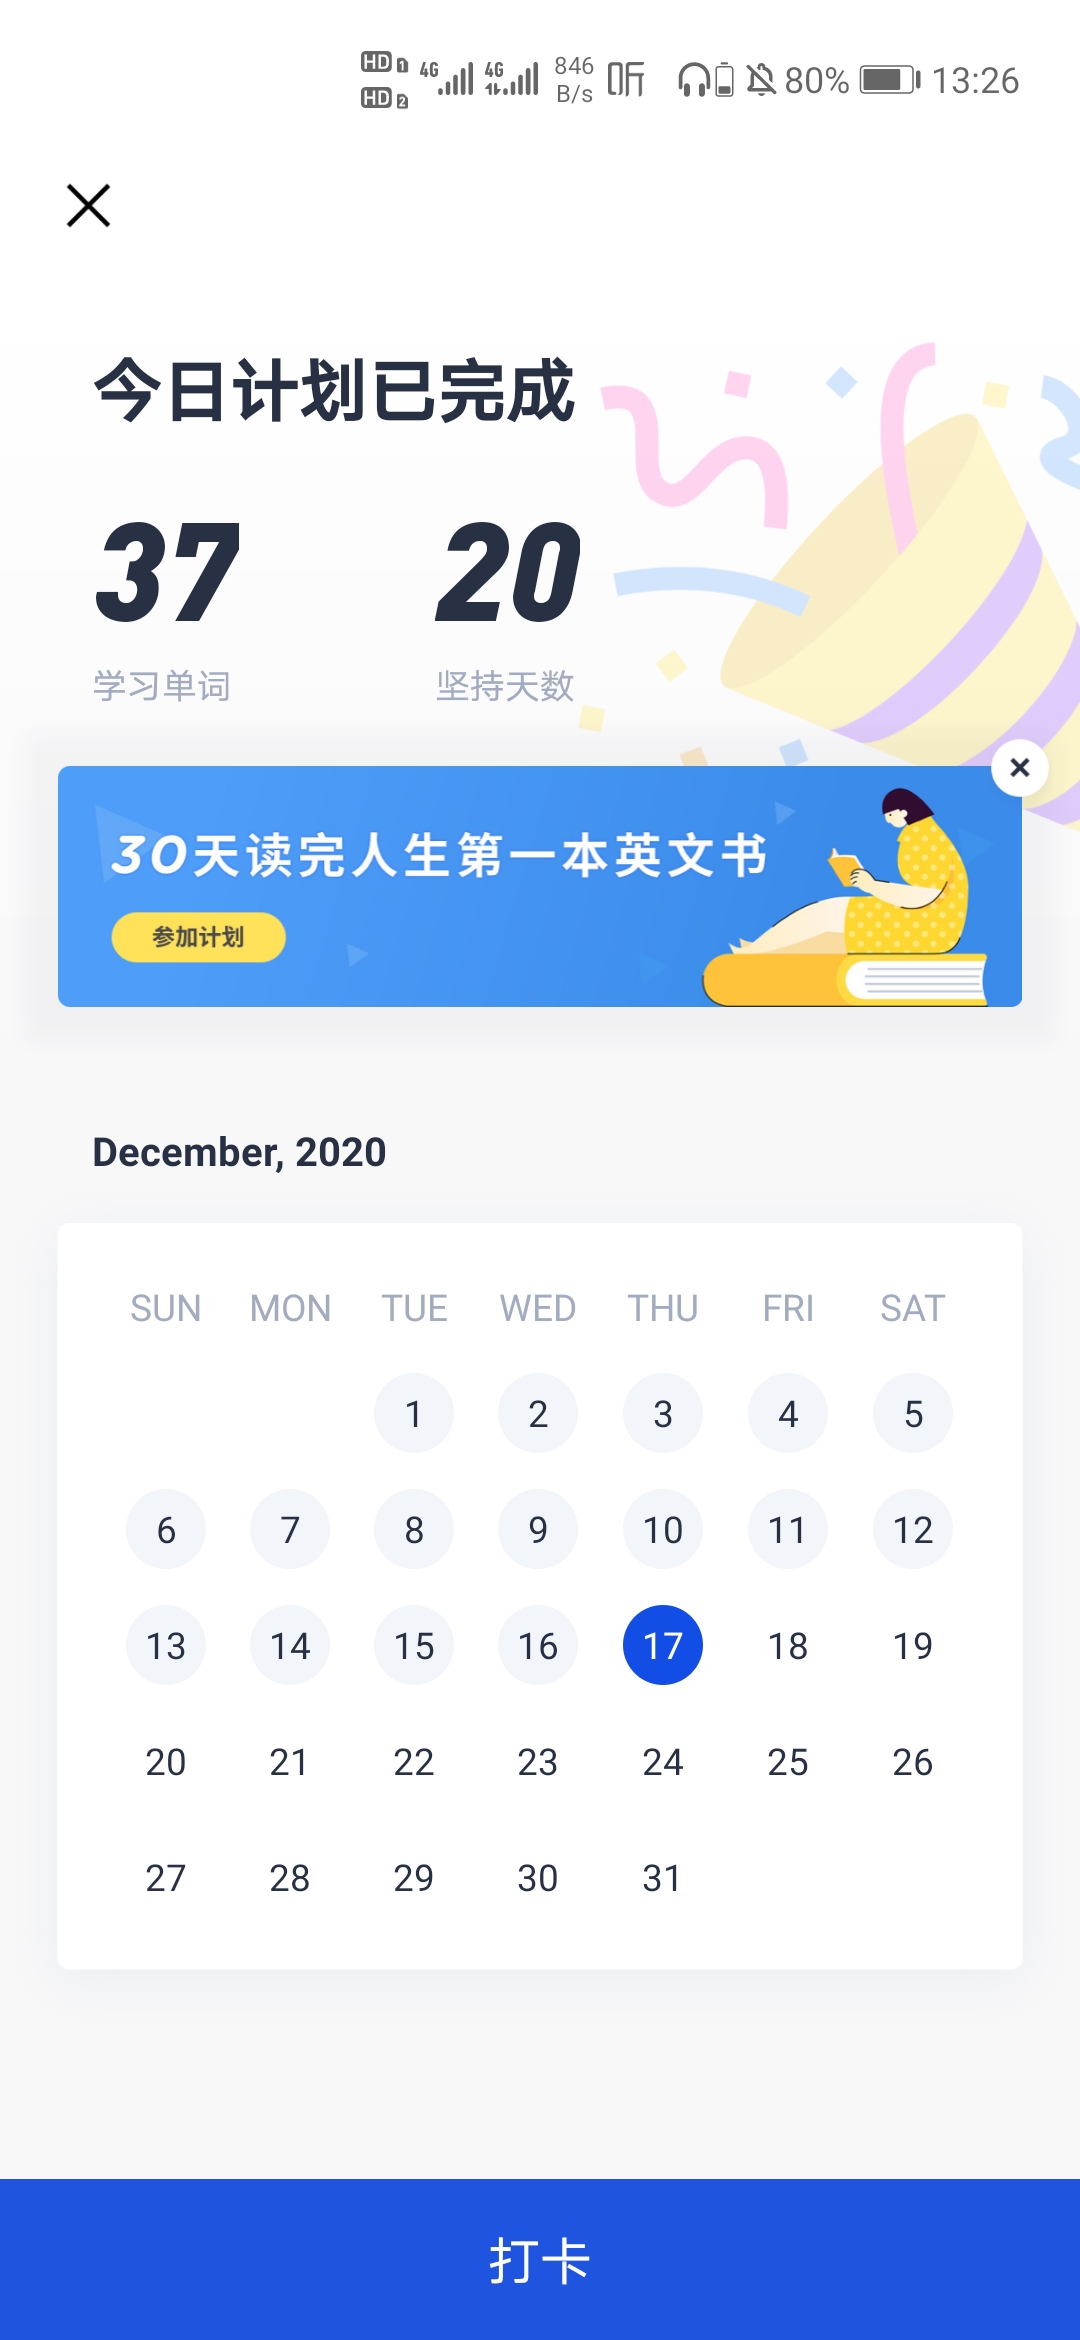 HD 1 4G 4G 846 听 80% 13:26
HD 2 B/s
今日计划已完成
37 20
学习单词 坚持天数
30天读完人生第一本英文书
参加计划
December, 2020
SUN MON TUE WED THU FRI SAT
1 2 3 4 5
6 7 8 9 10 11 12
13 14 15 16 17 18 19
20 21 22 23 24 25 26
27 28 29 30 31
打卡